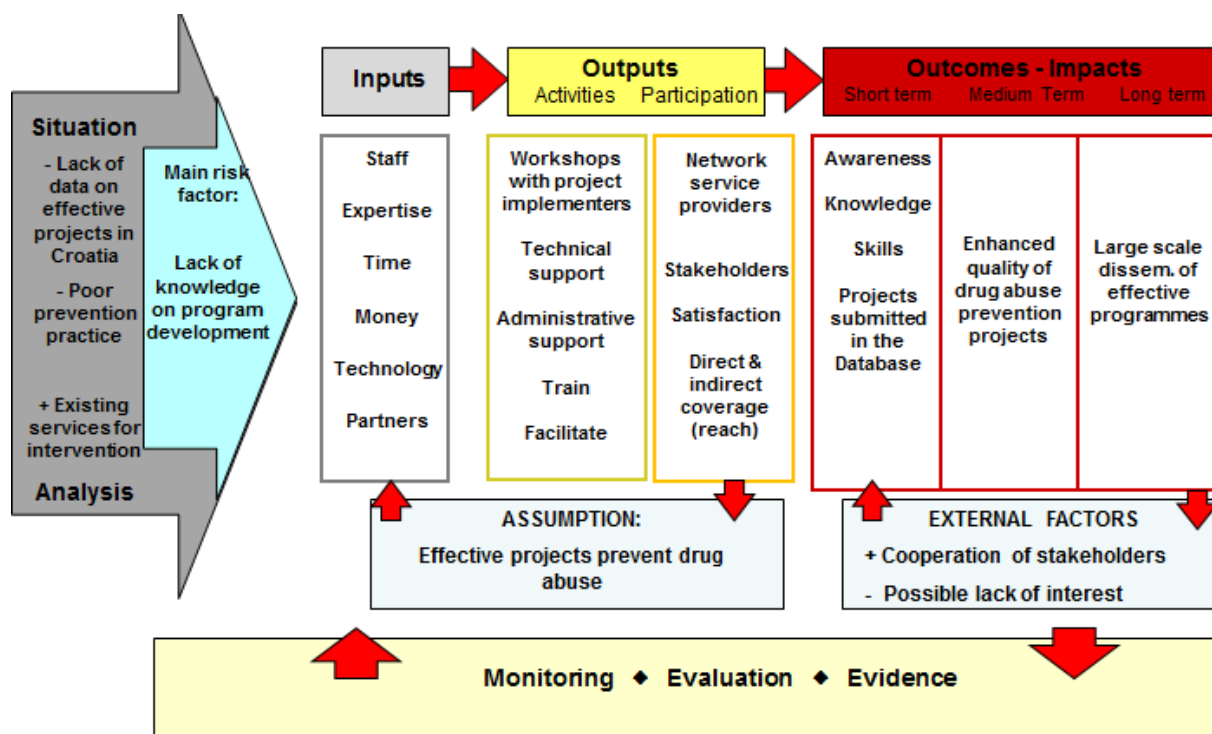 Situation
- Lack of
data on
effective
projects in
Croatia
- Poor
prevention
practice
+ Existing
services for
intervention
Analysis
Main risk
factor:
Lack of
knowledge
on program
development
Inputs
Staff
Expertise
Time
Money
Technology
Partners
Outputs
Activities Participation
Workshops
with project
implementers
Technical
support
Administrative
support
Train
Facilitate
Network
service
providers
Stakeholders
Satisfaction
Direct &
indirect
coverage
(reach)
Outcomes - Impacts
Short term Medium Term Long term
Awareness
Knowledge
Skills
Projects
submitted
in the
Database
Enhanced
quality of
drug abuse
prevention
projects
Large scale
dissem. of
effective
programmes
ASSUMPTION:
Effective projects prevent drug
abuse
EXTERNAL FACTORS
+ Cooperation of stakeholders
- Possible lack of interest
Monitoring ◆ Evaluation ◆ Evidence